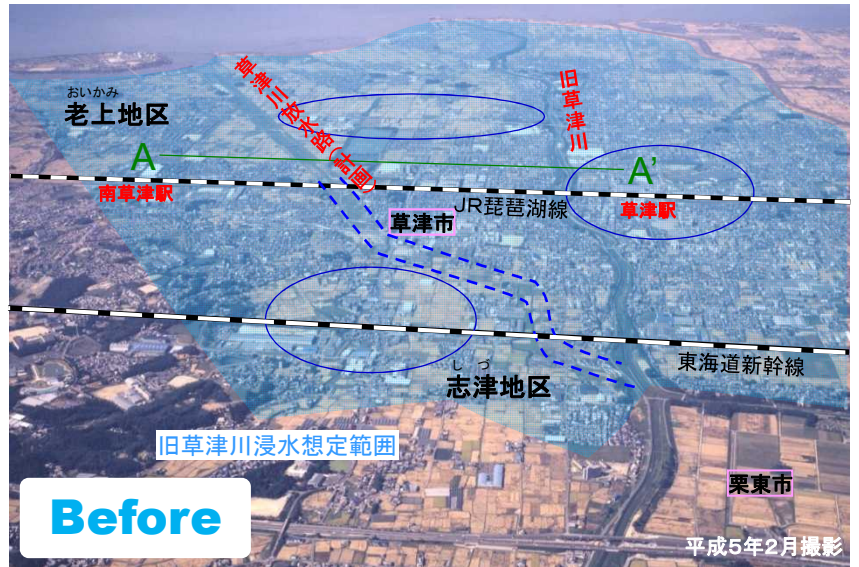 おいかみ
老上地区
草津川放水路(計画)
旧草津川
A
A'
南草津駅
草津駅
JR琵琶湖線
草津市
東海道新幹線
しづ
志津地区
旧草津川浸水想定範囲
栗東市
Before
平成5年2月撮影